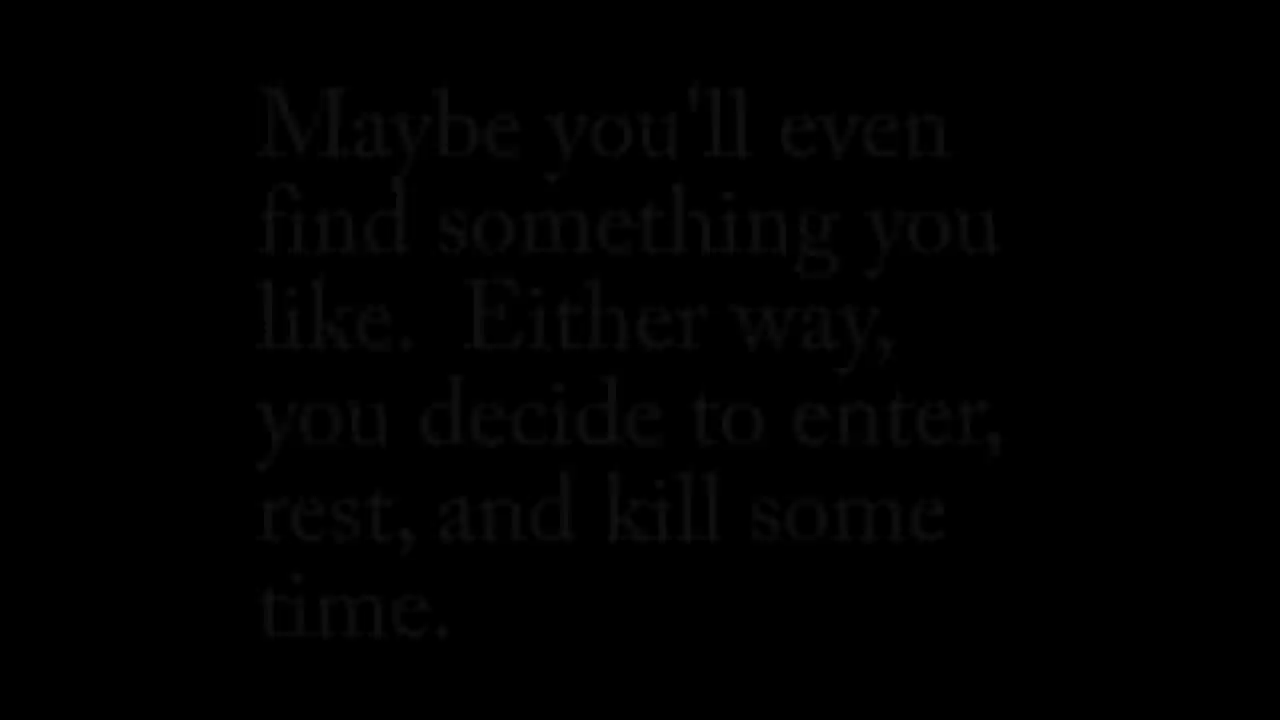 Maybe you'll even
find something you
like.  Either way,
you decide to enter,
rest, and kill some
time.